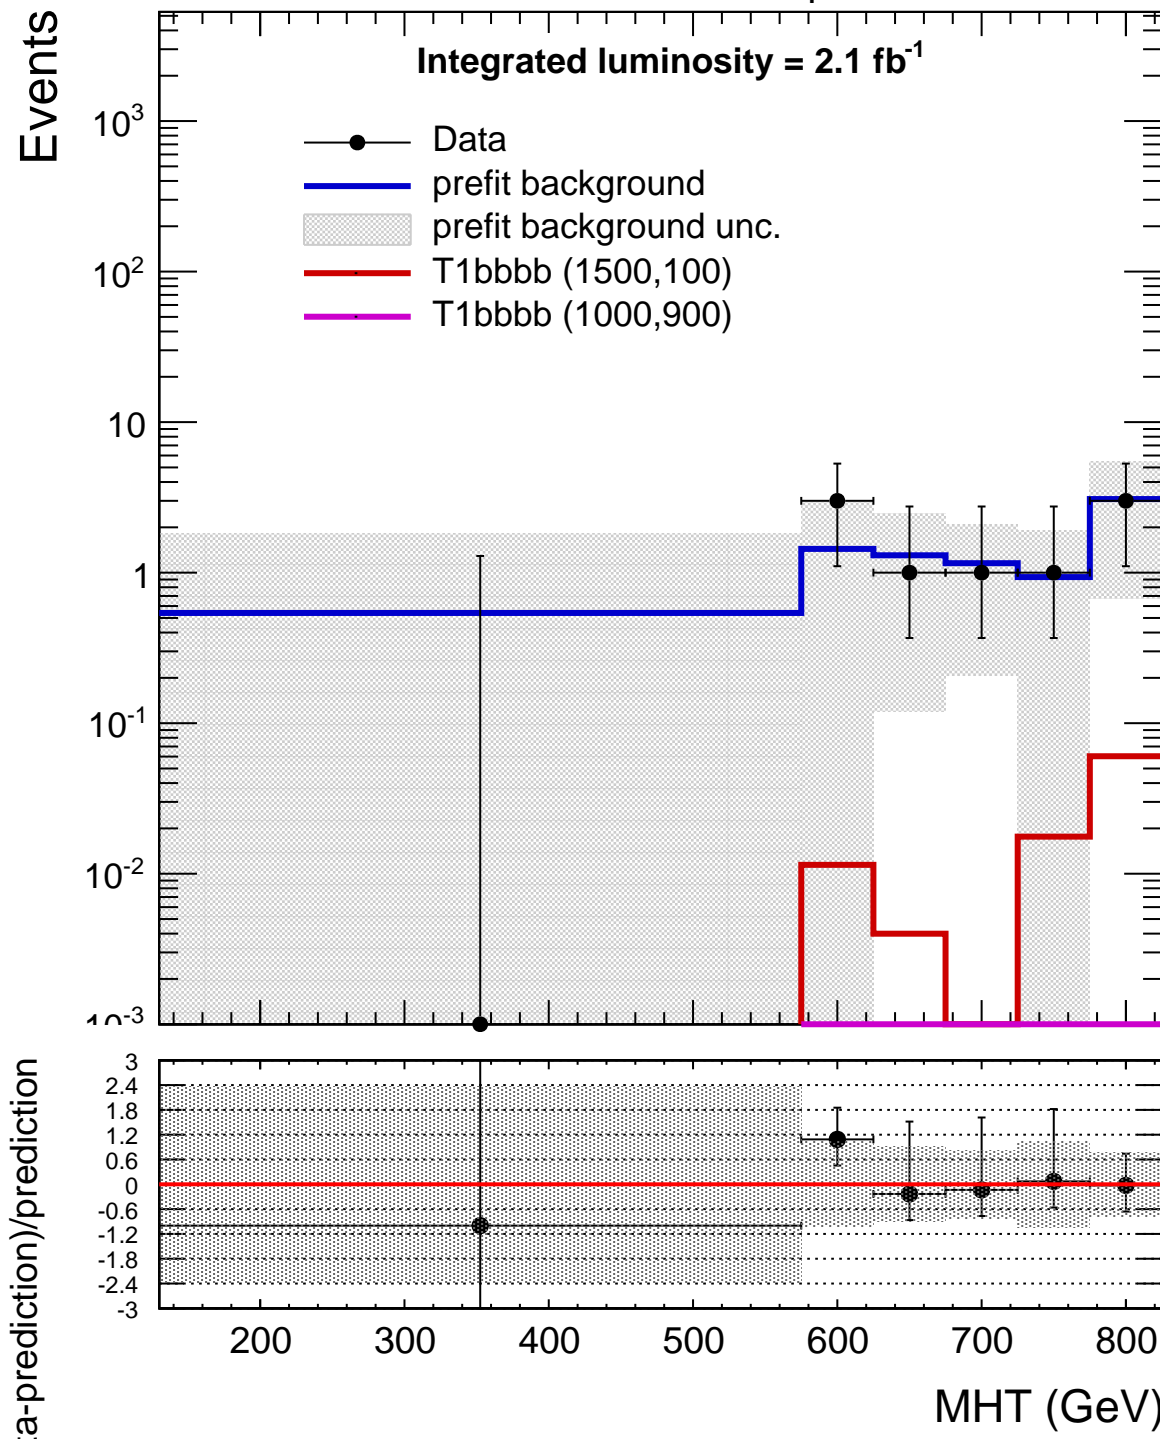 Integrated luminosity = 2.1 fb⁻¹
Events
Data
prefit background
prefit background unc.
T1bbbb (1500,100)
T1bbbb (1000,900)
10³
10²
10
1
10⁻¹
10⁻²
10⁻³
3
2.4
1.8
1.2
0.6
0
-0.6
-1.2
-1.8
-2.4
-3
ta-prediction)/prediction
200 300 400 500 600 700 800
MHT (GeV)